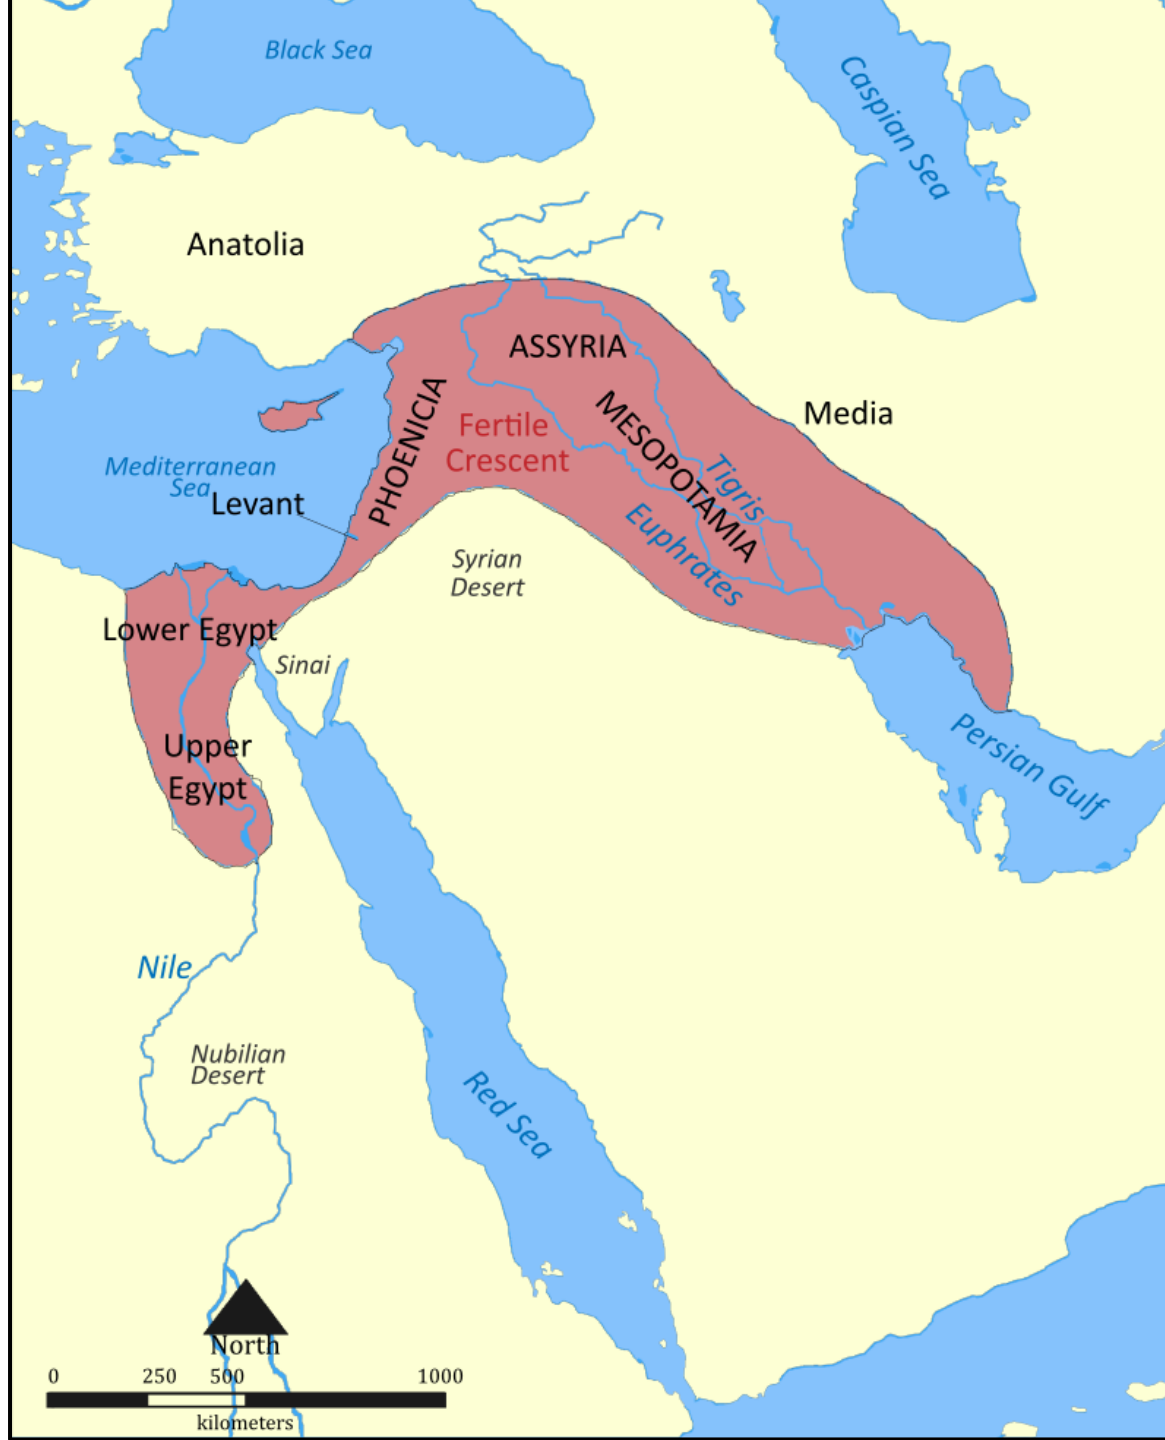 Black Sea
Caspian Sea
Anatolia
ASSYRIA
PHOENICIA
MESOPOTAMIA
Media
Fertile
Crescent
Mediterranean
Sea
Levant
Tigris
Euphrates
Syrian
Desert
Lower Egypt
Sinai
Upper
Egypt
Persian Gulf
Nile
Nubilian
Desert
Red Sea
North
0 250 500 1000
kilometers